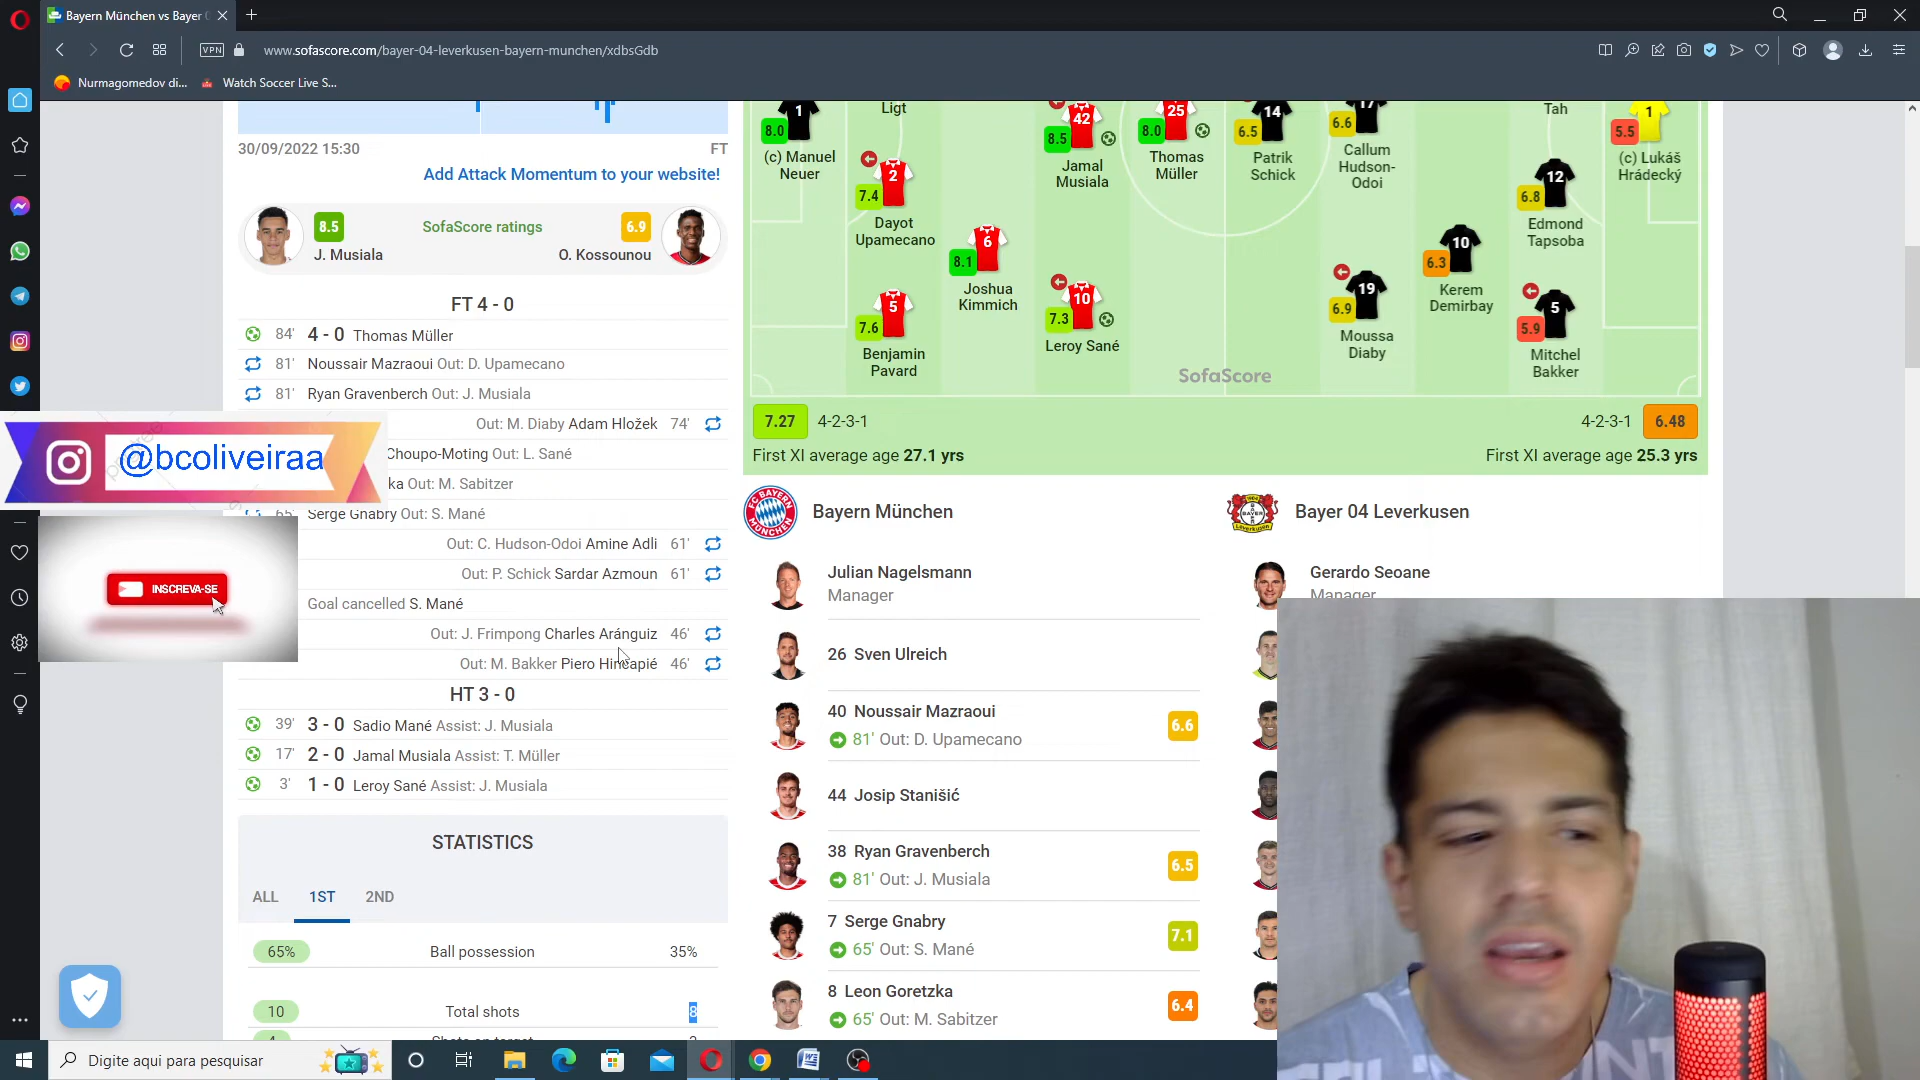 Bayern München vs Bayer
www.sofascore.com/bayer-04-leverkusen-bayern-munchen/xdbsGdb
VPN
Nurmagomedov di...
Watch Soccer Live S...
30/09/2022 15:30
FT
Add Attack Momentum to your website!
8.5
J. Musiala
SofaScore ratings
6.9
O. Kossounou
FT 4 - 0
84' 4 - 0 Thomas Müller
81' Noussair Mazraoui Out: D. Upamecano
81' Ryan Gravenberch Out: J. Musiala
Out: M. Diaby Adam Hložek 74'
Choupo-Moting Out: L. Sané
ka Out: M. Sabitzer
65' Serge Gnabry Out: S. Mané
Out: C. Hudson-Odoi Amine Adli 61'
Out: P. Schick Sardar Azmoun 61'
Goal cancelled S. Mané
Out: J. Frimpong Charles Aránguiz 46'
Out: M. Bakker Piero Hincapié 46'
HT 3 - 0
39' 3 - 0 Sadio Mané Assist: J. Musiala
17' 2 - 0 Jamal Musiala Assist: T. Müller
3' 1 - 0 Leroy Sané Assist: J. Musiala
STATISTICS
ALL 1ST 2ND
65% Ball possession 35%
10 Total shots 8
@bcoliveiraa
INSCREVA-SE
1
8.0
(c) Manuel
Neuer
Ligt
2
7.4
Dayot
Upamecano
5
7.6
Benjamin
Pavard
6
8.1
Joshua
Kimmich
42
8.5
Jamal
Musiala
10
7.3
Leroy Sané
25
8.0
Thomas
Müller
14
6.5
Patrik
Schick
17
6.6
Callum
Hudson-
Odoi
19
6.9
Moussa
Diaby
10
6.3
Kerem
Demirbay
Tah
12
6.8
Edmond
Tapsoba
5
5.9
Mitchel
Bakker
1
5.5
(c) Lukáš
Hrádecký
SofaScore
7.27 4-2-3-1
4-2-3-1 6.48
First XI average age 27.1 yrs
First XI average age 25.3 yrs
Bayern München
Julian Nagelsmann
Manager
26 Sven Ulreich
40 Noussair Mazraoui
81' Out: D. Upamecano
6.6
44 Josip Stanišić
38 Ryan Gravenberch
81' Out: J. Musiala
6.5
7 Serge Gnabry
65' Out: S. Mané
7.1
8 Leon Goretzka
65' Out: M. Sabitzer
6.4
Bayer 04 Leverkusen
Gerardo Seoane
Manager
Digite aqui para pesquisar